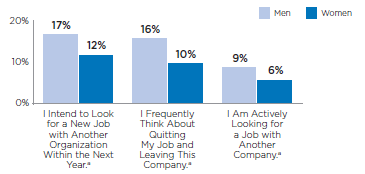 Men Women
20%
17%
16%
12%
10%
10%
9%
6%
0%
I Intend to Look
for a New Job
with Another
Organization
Within the Next
Year.ª
I Frequently
Think About
Quitting
My Job and
Leaving This
Company.ª
I Am Actively
Looking for
a Job with
Another
Company.ª